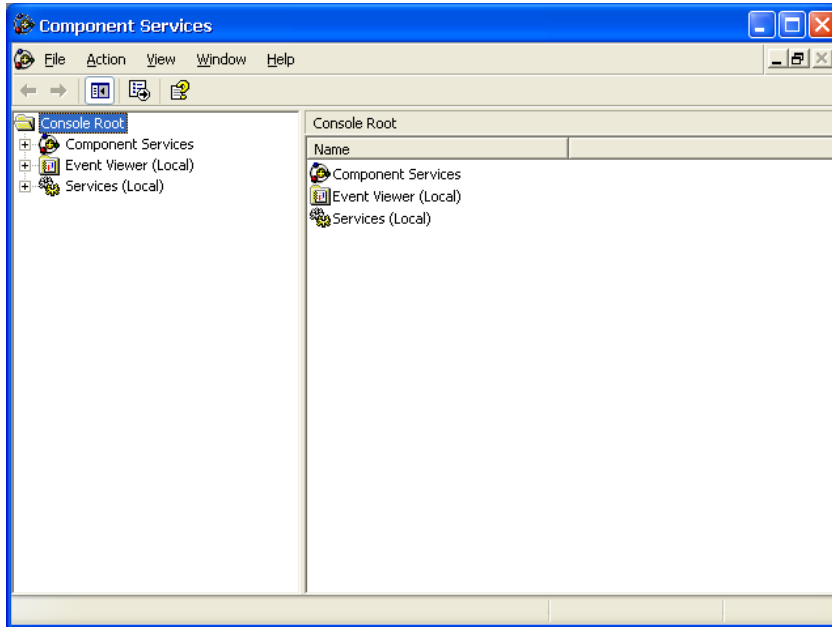 Component Services
File Action View Window Help
Console Root
Component Services
Event Viewer (Local)
Services (Local)
Console Root
Name
Component Services
Event Viewer (Local)
Services (Local)